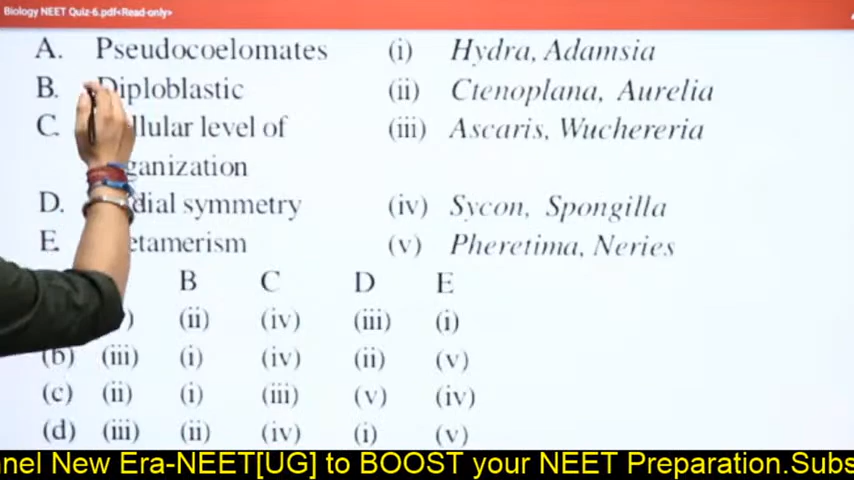 Biology NEET Quiz-6.pdf<Read-only>
A. Pseudocoelomates (i) Hydra, Adamsia
B. Diploblastic (ii) Ctenoplana, Aurelia
C. llular level of (iii) Ascaris, Wuchereria
ganization
D. dial symmetry (iv) Sycon, Spongilla
E. etamerism (v) Pheretima, Neries
B C D E
) (ii) (iv) (iii) (i)
(b) (iii) (i) (iv) (ii) (v)
(c) (ii) (i) (iii) (v) (iv)
(d) (iii) (ii) (iv) (i) (v)
nnel New Era-NEET[UG] to BOOST your NEET Preparation.Subs